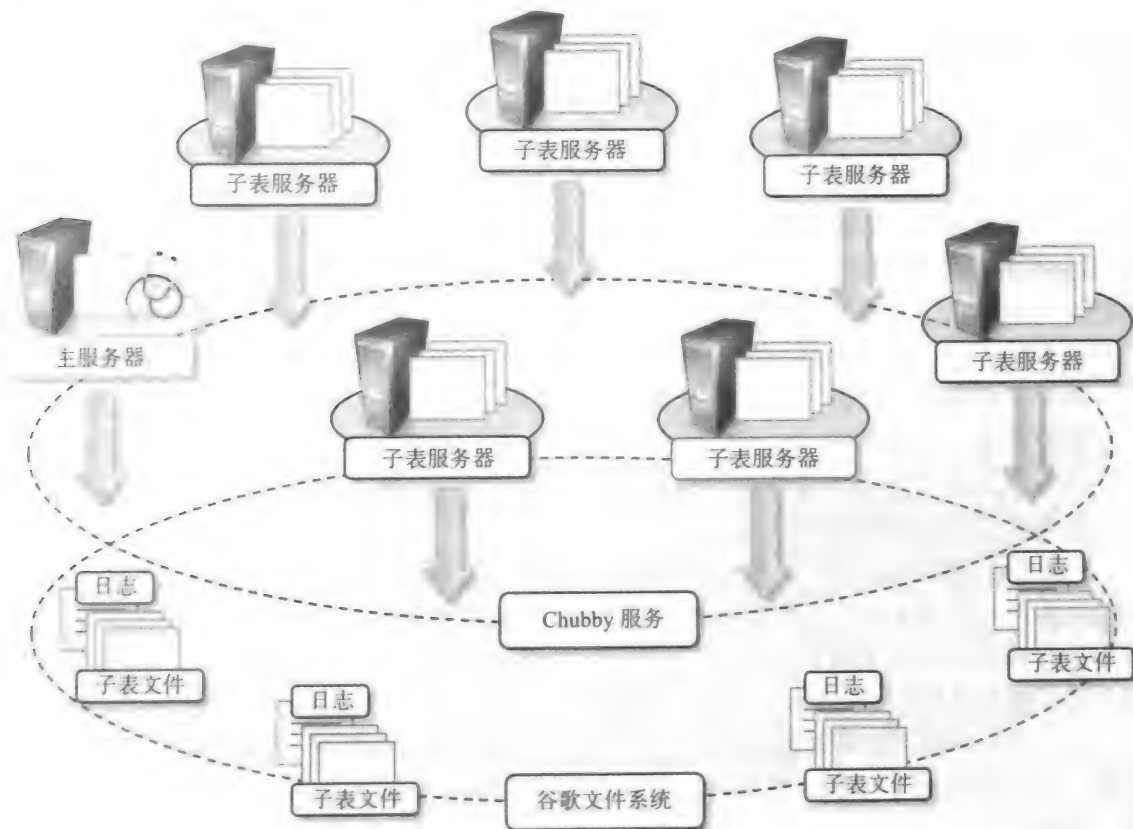 子表服务器
子表服务器
子表服务器
主服务器
子表服务器
子表服务器
子表服务器
日志
Chubby 服务
日志
子表文件
子表文件
日志
日志
子表文件
谷歌文件系统
子表文件